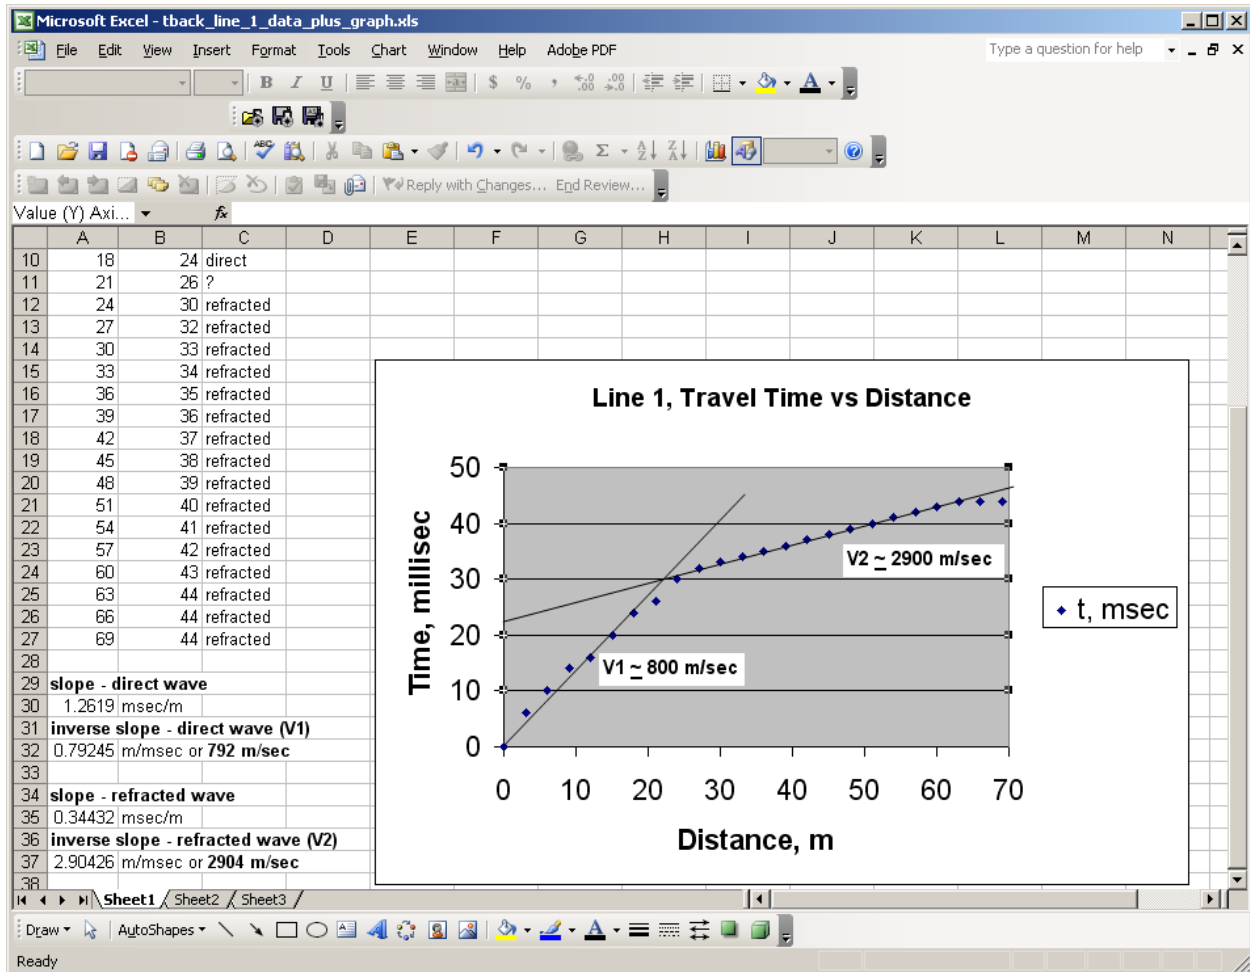 Microsoft Excel - tback_line_1_data_plus_graph.xls
File Edit View Insert Format Tools Chart Window Help Adobe PDF Type a question for help
B I U $ % , .00 .00
Reply with Changes... End Review...
Value (Y) Axi... fx
A B C D E F G H I J K L M N
10 18 24 direct
11 21 26 ?
12 24 30 refracted
13 27 32 refracted
14 30 33 refracted
15 33 34 refracted
16 36 35 refracted
17 39 36 refracted
18 42 37 refracted
19 45 38 refracted
20 48 39 refracted
21 51 40 refracted
22 54 41 refracted
23 57 42 refracted
24 60 43 refracted
25 63 44 refracted
26 66 44 refracted
27 69 44 refracted
28
29 slope - direct wave
30 1.2619 msec/m
31 inverse slope - direct wave (V1)
32 0.79245 m/msec or 792 m/sec
33
34 slope - refracted wave
35 0.34432 msec/m
36 inverse slope - refracted wave (V2)
37 2.90426 m/msec or 2904 m/sec
38
Line 1, Travel Time vs Distance
Time, millisec
50
40
30
20
10
0
V2 ~ 2900 m/sec
V1 ~ 800 m/sec
t, msec
0 10 20 30 40 50 60 70
Distance, m
Sheet1 / Sheet2 / Sheet3 /
Draw AutoShapes A
Ready